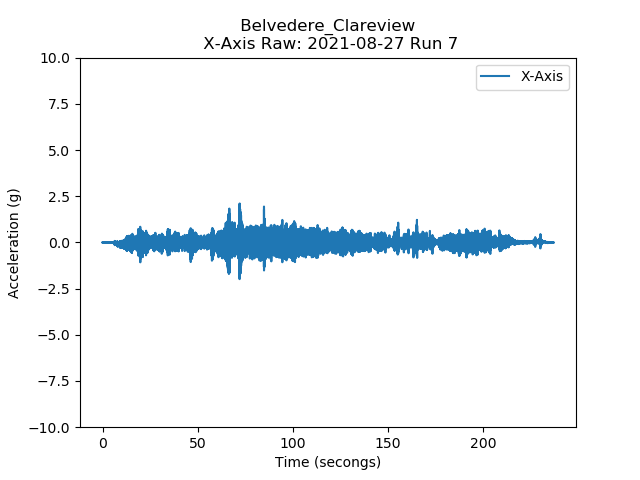 Belvedere_Clareview
X-Axis Raw: 2021-08-27 Run 7
X-Axis
10.0
7.5
5.0
2.5
0.0
−2.5
−5.0
−7.5
−10.0
Acceleration (g)
0 50 100 150 200
Time (secongs)